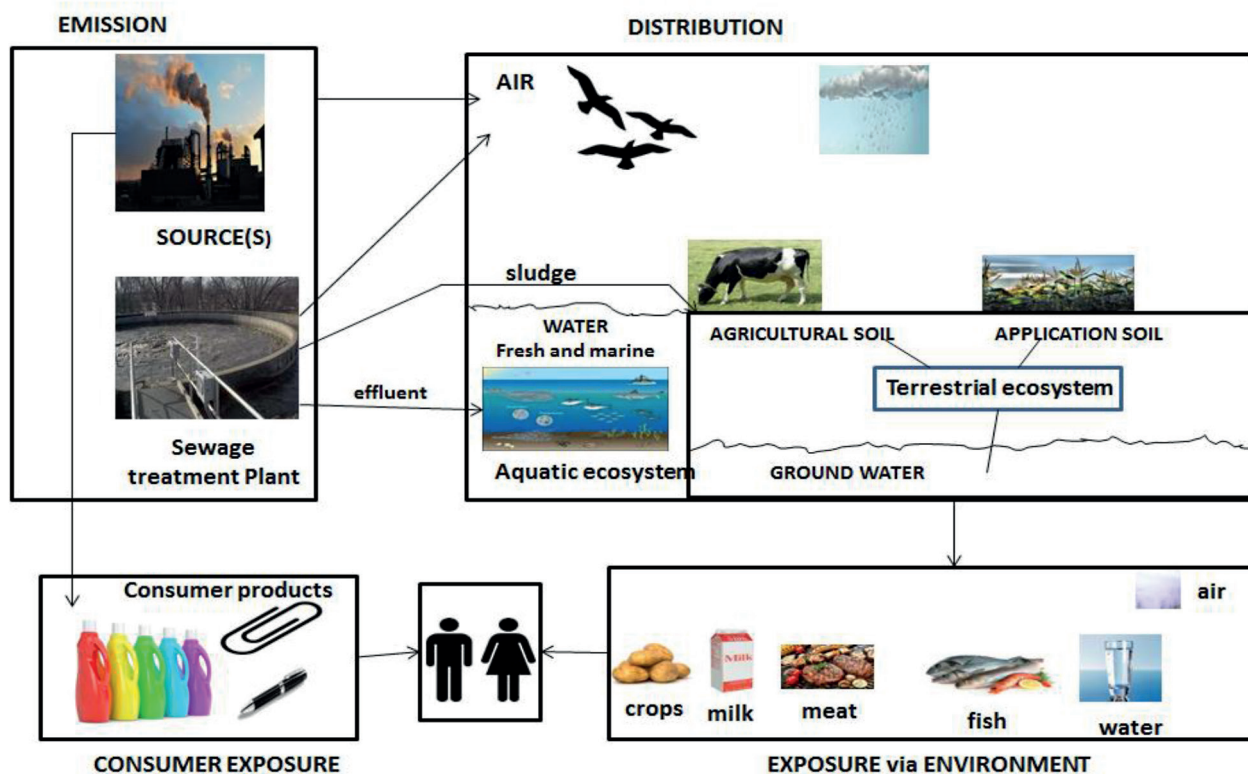 EMISSION
DISTRIBUTION
AIR
SOURCE(S)
sludge
WATER
Fresh and marine
AGRICULTURAL SOIL
APPLICATION SOIL
Terrestrial ecosystem
effluent
Sewage
treatment Plant
Aquatic ecosystem
GROUND WATER
Consumer products
air
Milk
crops
milk
meat
fish
water
CONSUMER EXPOSURE
EXPOSURE via ENVIRONMENT